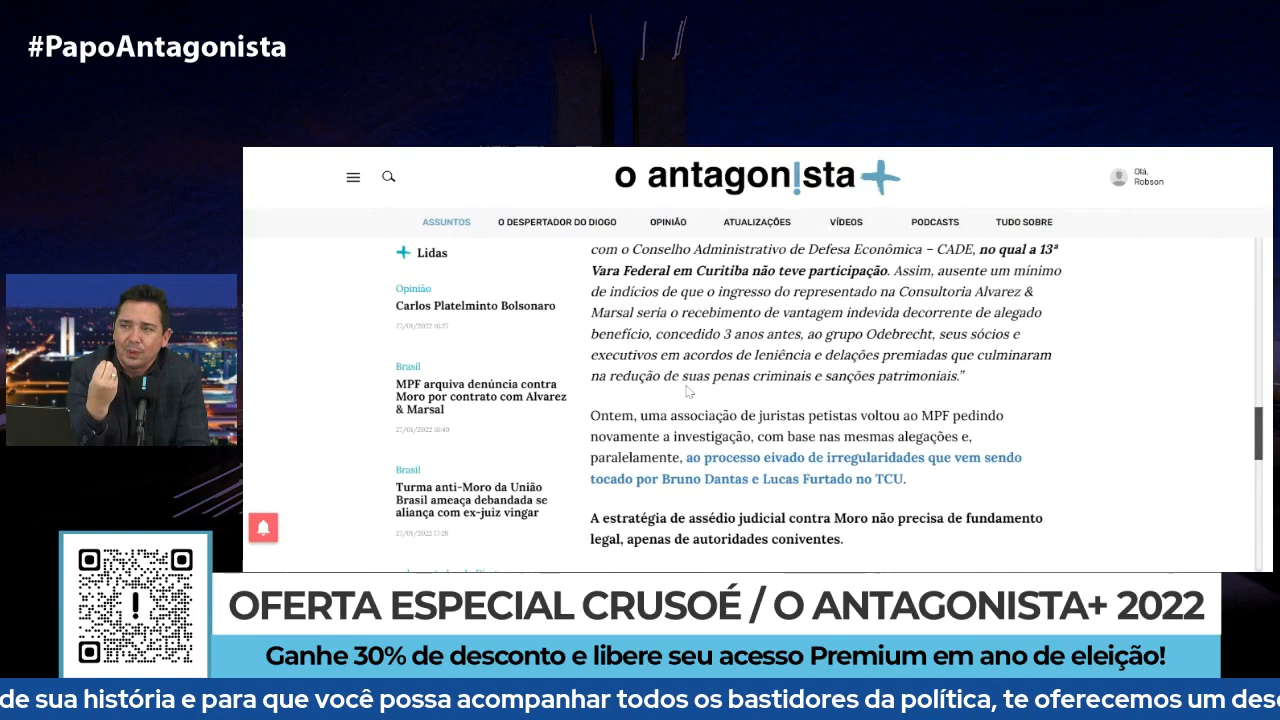 #PapoAntagonista
o antagon!sta+
Olá,
Robson
ASSUNTOS O DESPERTADOR DO DIOGO OPINIÃO ATUALIZAÇÕES VÍDEOS PODCASTS TUDO SOBRE
+ Lidas
Opinião
Carlos Platelminto Bolsonaro
27/01/2022 16:27
Brasil
MPF arquiva denúncia contra
Moro por contrato com Alvarez
& Marsal
27/01/2022 18:40
Brasil
Turma anti-Moro da União
Brasil ameaça debandada se
aliança com ex-juiz vingar
27/01/2022 17:28
com o Conselho Administrativo de Defesa Econômica – CADE, no qual a 13ª
Vara Federal em Curitiba não teve participação. Assim, ausente um mínimo
de indícios de que o ingresso do representado na Consultoria Alvarez &
Marsal seria o recebimento de vantagem indevida decorrente de alegado
benefício, concedido 3 anos antes, ao grupo Odebrecht, seus sócios e
executivos em acordos de leniência e delações premiadas que culminaram
na redução de suas penas criminais e sanções patrimoniais.”
Ontem, uma associação de juristas petistas voltou ao MPF pedindo
novamente a investigação, com base nas mesmas alegações e,
paralelamente, ao processo eivado de irregularidades que vem sendo
tocado por Bruno Dantas e Lucas Furtado no TCU.
A estratégia de assédio judicial contra Moro não precisa de fundamento
legal, apenas de autoridades coniventes.
OFERTA ESPECIAL CRUSOÉ / O ANTAGONISTA+ 2022
Ganhe 30% de desconto e libere seu acesso Premium em ano de eleição!
de sua história e para que você possa acompanhar todos os bastidores da política, te oferecemos um des